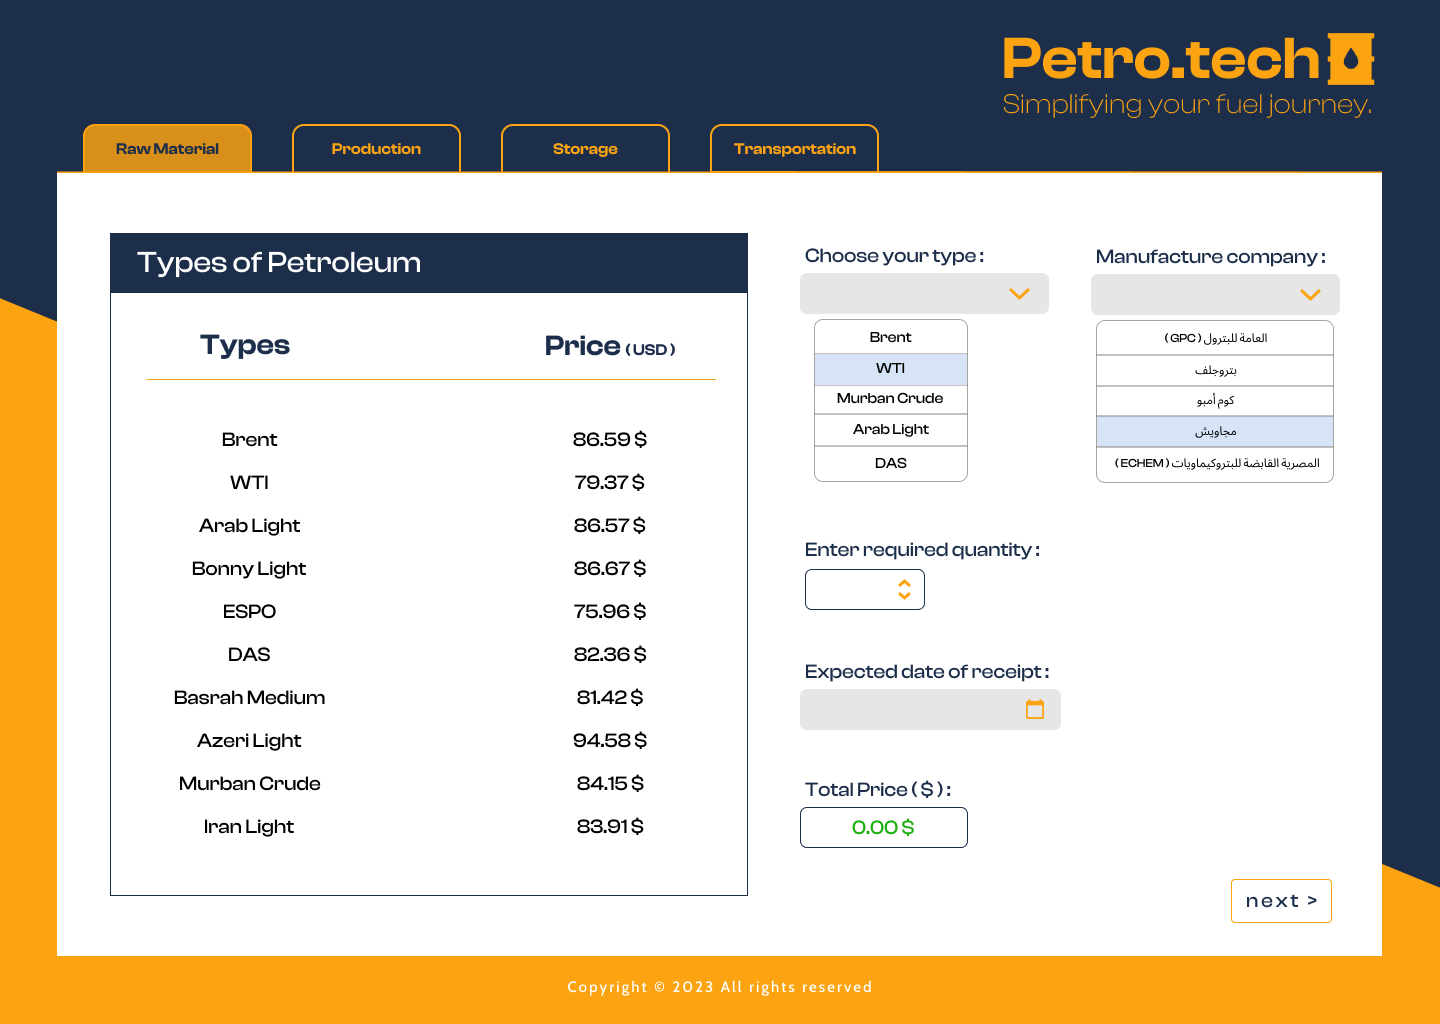 Petro.tech
Simplifying your fuel journey.
Raw Material
Production
Storage
Transportation
Types of Petroleum
Types
Price ( USD )
Brent
86.59 $
WTI
79.37 $
Arab Light
86.57 $
Bonny Light
86.67 $
ESPO
75.96 $
DAS
82.36 $
Basrah Medium
81.42 $
Azeri Light
94.58 $
Murban Crude
84.15 $
Iran Light
83.91 $
Choose your type :
Brent
WTI
Murban Crude
Arab Light
DAS
Manufacture company :
العامة للبترول ( GPC )
بتروجلف
كوم أمبو
مجاويش
المصرية القابضة للبتروكيماويات ( ECHEM )
Enter required quantity :
Expected date of receipt :
Total Price ( $ ) :
0.00 $
next >
Copyright © 2023 All rights reserved